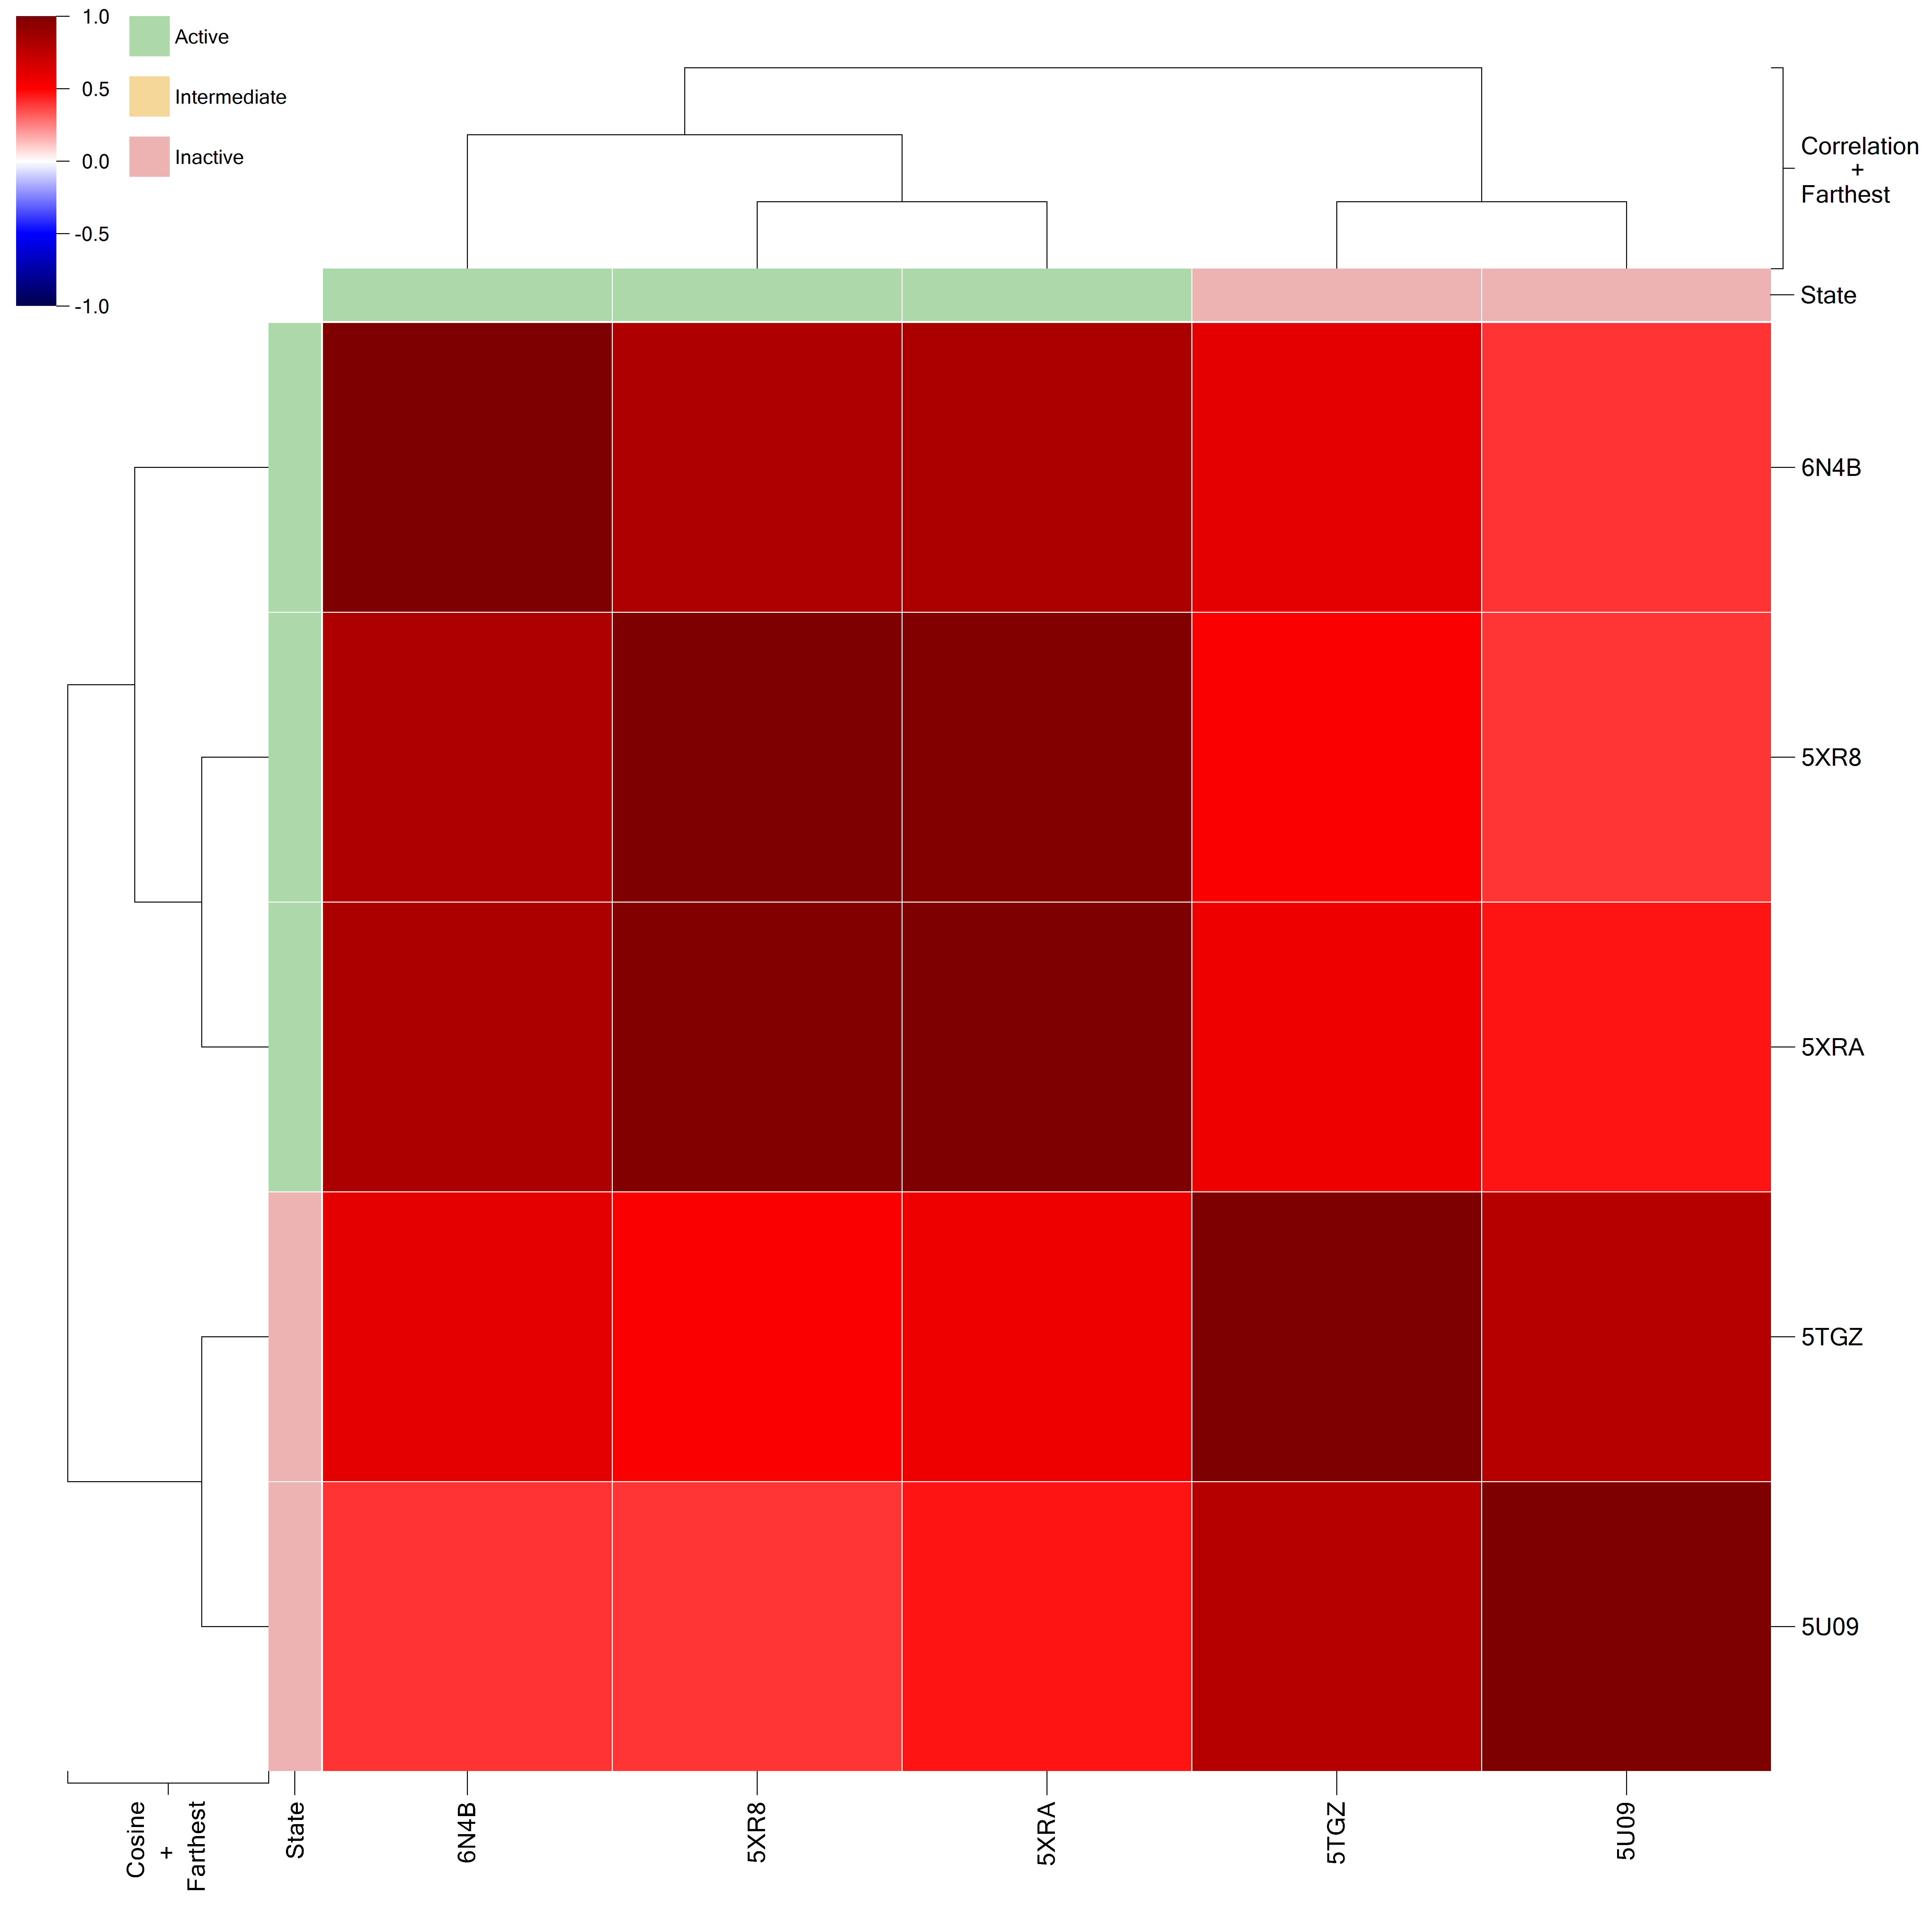 1.0
0.5
0.0
-0.5
-1.0
Active
Intermediate
Inactive
Correlation
+
Farthest
State
6N4B
5XR8
5XRA
5TGZ
5U09
Cosine
+
Farthest
State
6N4B
5XR8
5XRA
5TGZ
5U09